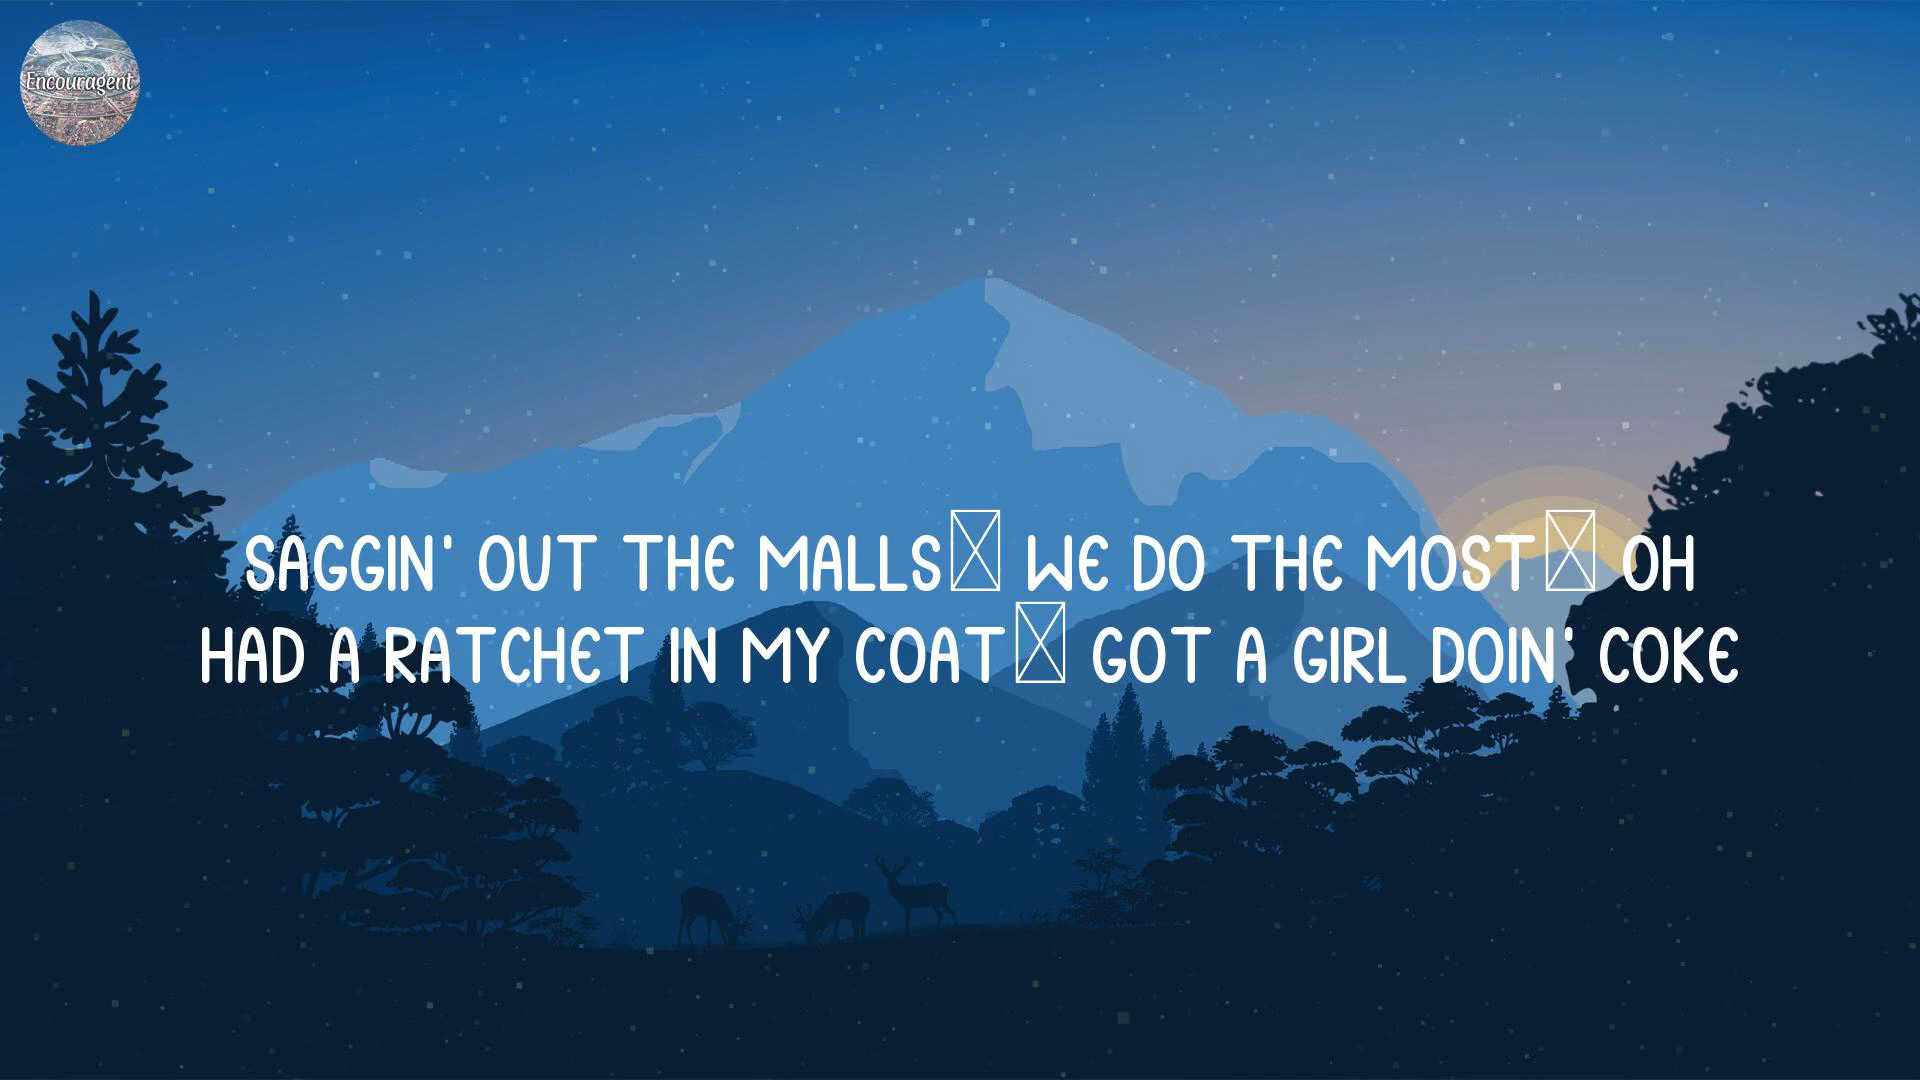 Encouragent
SAGGIN' OUT THE MALLS☒ WE DO THE MOST☒ OH
HAD A RATCHET IN MY COAT☒ GOT A GIRL DOIN' COKE